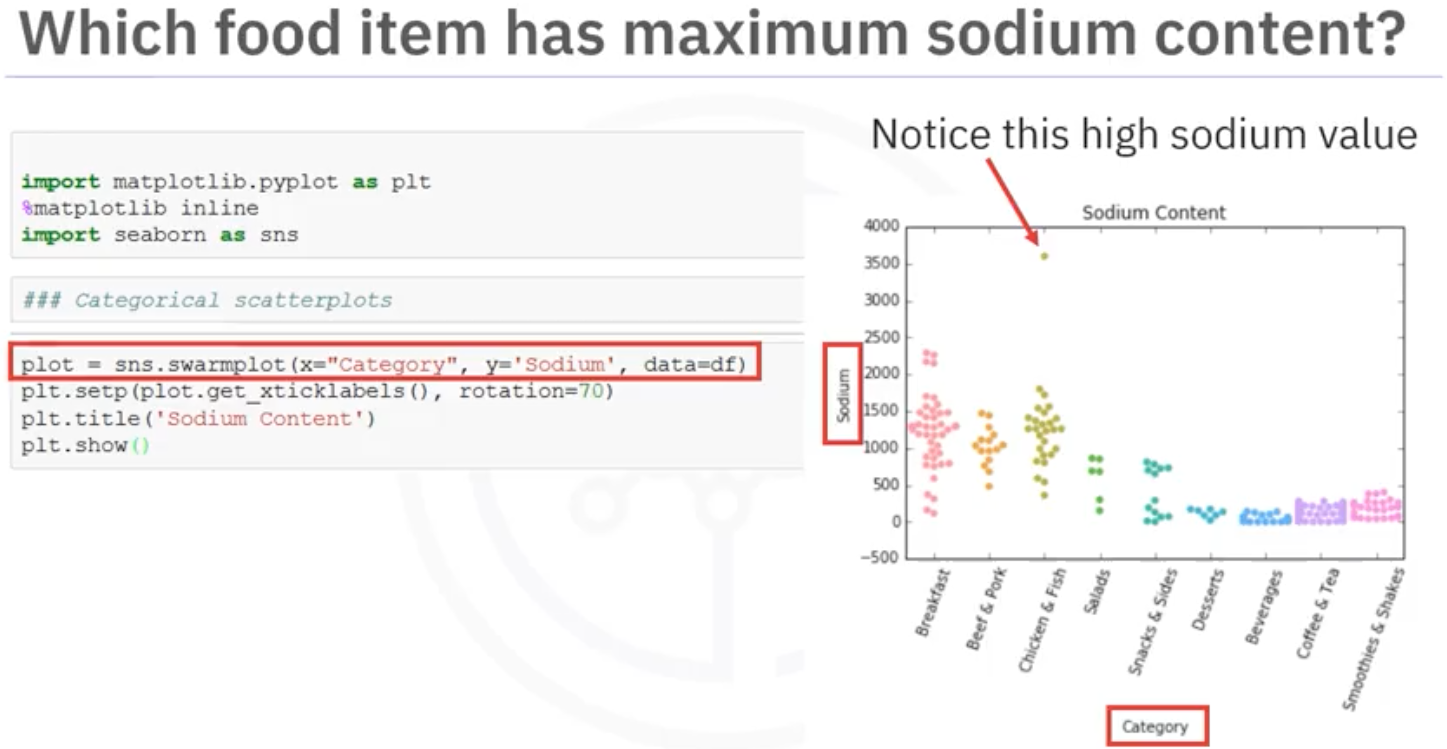 Which food item has maximum sodium content?
import matplotlib.pyplot as plt
%matplotlib inline
import seaborn as sns
### Categorical scatterplots
plot = sns.swarmplot(x="Category", y='Sodium', data=df)
plt.setp(plot.get_xticklabels(), rotation=70)
plt.title('Sodium Content')
plt.show()
Notice this high sodium value
Sodium Content
4000
3500
3000
2500
2000
1500
1000
500
0
−500
Sodium
Breakfast
Beef & Pork
Chicken & Fish
Salads
Snacks & Sides
Desserts
Beverages
Coffee & Tea
Smoothies & Shakes
Category